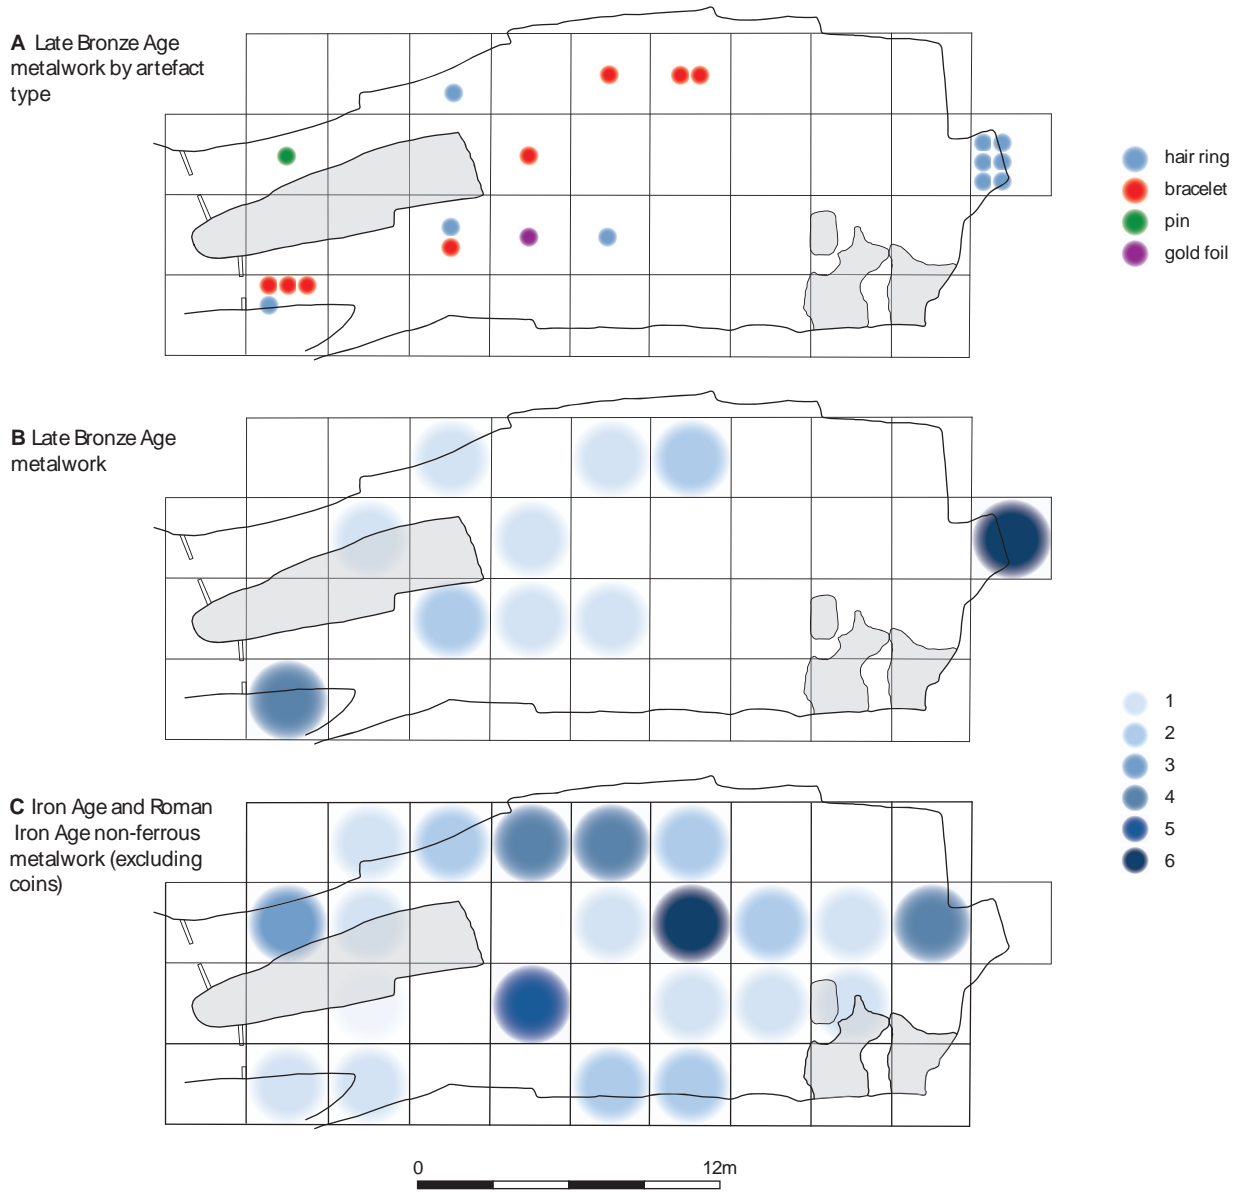 A Late Bronze Age
metalwork by artefact
type
hair ring
bracelet
pin
gold foil
B Late Bronze Age
metalwork
1
2
3
4
5
6
C Iron Age and Roman
Iron Age non-ferrous
metalwork (excluding
coins)
0 12m